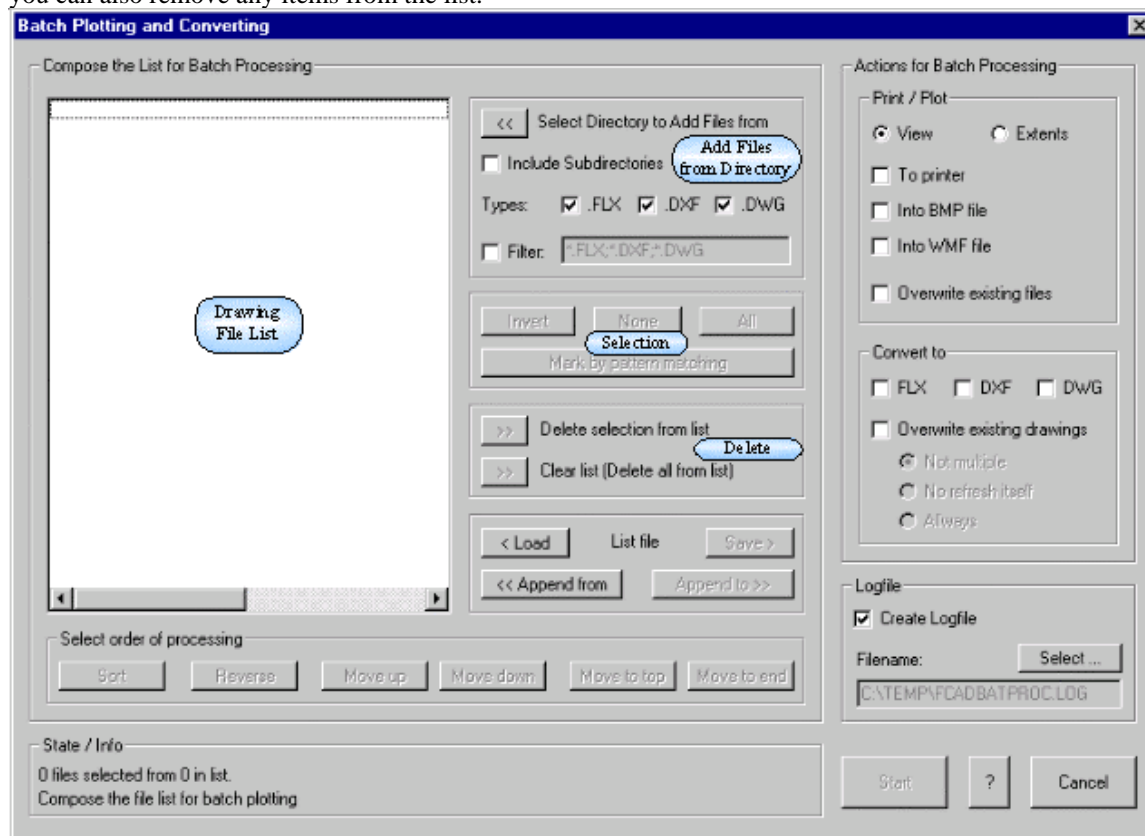 you can also remove any items from the list.
Batch Plotting and Converting
Compose the List for Batch Processing
Drawing
File List
<< Select Directory to Add Files from
Include Subdirectories
Add Files
from Directory
Types: .FLX .DXF .DWG
Filter: *.FLX;*.DXF;*.DWG
Invert None All
Selection
Mark by pattern matching
>> Delete selection from list
Delete
>> Clear list (Delete all from list)
< Load List file Save >
<< Append from Append to >>
Select order of processing
Sort Reverse Move up Move down Move to top Move to end
State / Info
0 files selected from 0 in list.
Compose the file list for batch plotting
Actions for Batch Processing
Print / Plot
View Extents
To printer
Into BMP file
Into WMF file
Overwrite existing files
Convert to
FLX DXF DWG
Overwrite existing drawings
Not multiple
No refresh itself
Always
Logfile
Create Logfile
Filename: Select ...
C:\TEMP\FCADBATPROC.LOG
Start ? Cancel